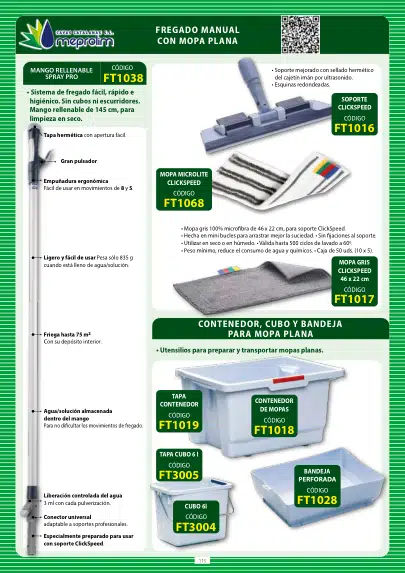 GAPAS CATALANAS S.L.
meprolim
FREGADO MANUAL
CON MOPA PLANA
MANGO RELLENABLE
SPRAY PRO
CÓDIGO
FT1038
• Sistema de fregado fácil, rápido e
higiénico. Sin cubos ni escurridores.
Mango rellenable de 145 cm, para
limpieza en seco.
Tapa hermética con apertura fácil
Gran pulsador
Empuñadura ergonómica
Fácil de usar en movimientos de 8 y S.
Ligero y fácil de usar Pesa sólo 835 g
cuando está lleno de agua/solución.
Friega hasta 75 m²
Con su depósito interior.
Agua/solución almacenada
dentro del mango
Para no dificultar los movimientos de fregado.
Liberación controlada del agua
3 ml con cada pulverización.
Conector universal
adaptable a soportes profesionales.
Especialmente preparado para usar
con soporte ClickSpeed.
• Soporte mejorado con sellado hermético
del cajetín imán por ultrasonido.
• Esquinas redondeadas.
SOPORTE
CLICKSPEED
CÓDIGO
FT1016
MOPA MICROLITE
CLICKSPEED
CÓDIGO
FT1068
• Mopa gris 100% microfibra de 46 x 22 cm, para soporte ClickSpeed.
• Hecha en mini bucles para arrastrar mejor la suciedad. • Sin fijaciones al soporte
• Utilizar en seco o en húmedo. • Válida hasta 500 ciclos de lavado a 60º.
• Peso mínimo, reduce el consumo de agua y químicos. • Caja de 50 uds. (10 x 5).
MOPA GRIS
CLICKSPEED
46 x 22 cm
CÓDIGO
FT1017
CONTENEDOR, CUBO Y BANDEJA
PARA MOPA PLANA
• Utensilios para preparar y transportar mopas planas.
TAPA
CONTENEDOR
CÓDIGO
FT1019
CONTENEDOR
DE MOPAS
CÓDIGO
FT1018
TAPA CUBO 6 l
CÓDIGO
FT3005
CUBO 6l
CÓDIGO
FT3004
BANDEJA
PERFORADA
CÓDIGO
FT1028